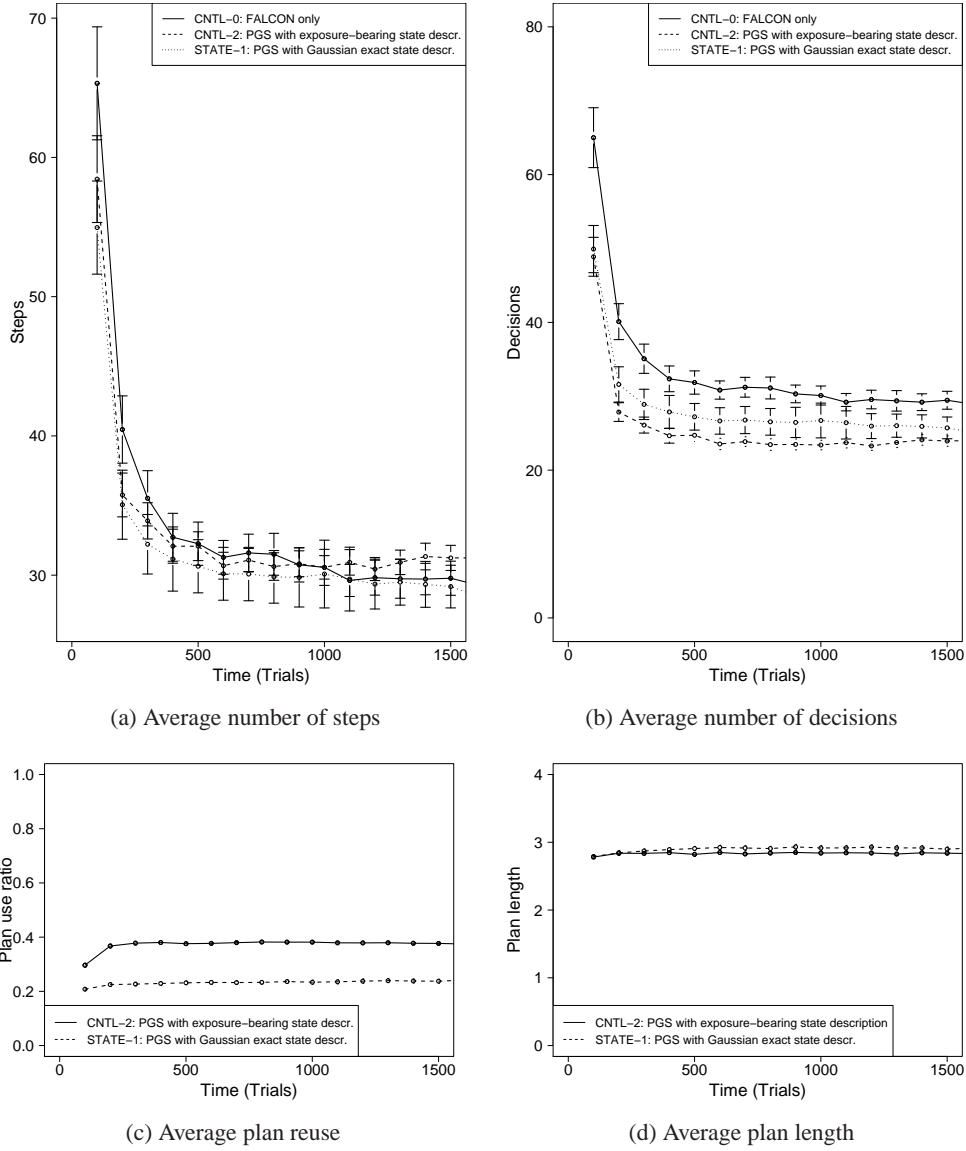 CNTL-0: FALCON only
CNTL-2: PGS with exposure-bearing state descr.
STATE-1: PGS with Gaussian exact state descr.
70
60
50
40
30
Steps
0
500
1000
1500
Time (Trials)
(a) Average number of steps
CNTL-0: FALCON only
CNTL-2: PGS with exposure-bearing state descr.
STATE-1: PGS with Gaussian exact state descr.
80
60
40
20
0
Decisions
0
500
1000
1500
Time (Trials)
(b) Average number of decisions
1.0
0.8
0.6
0.4
0.2
0.0
Plan use ratio
CNTL-2: PGS with exposure-bearing state descr.
STATE-1: PGS with Gaussian exact state descr.
0
500
1000
1500
Time (Trials)
(c) Average plan reuse
4
3
2
1
0
Plan length
CNTL-2: PGS with exposure-bearing state description
STATE-1: PGS with Gaussian exact state descr.
0
500
1000
1500
Time (Trials)
(d) Average plan length